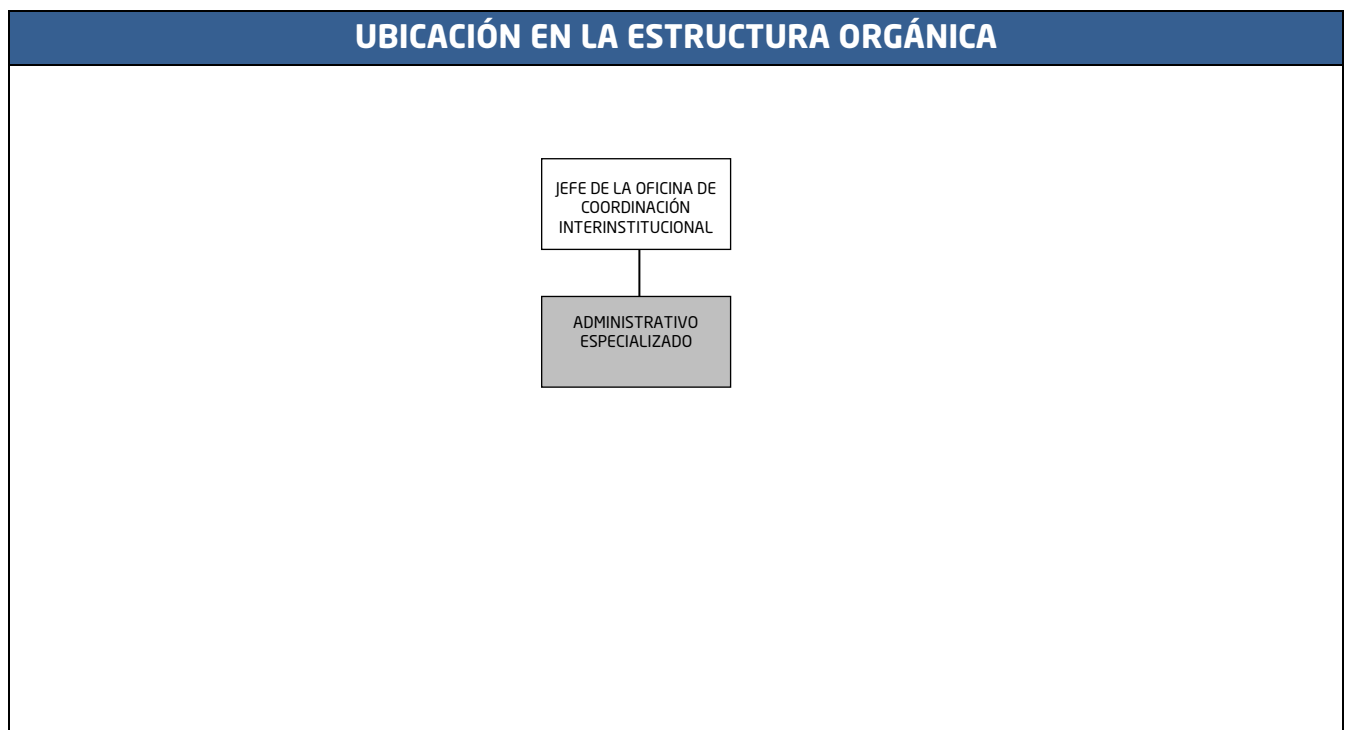 UBICACIÓN EN LA ESTRUCTURA ORGÁNICA
JEFE DE LA OFICINA DE
COORDINACIÓN
INTERINSTITUCIONAL
ADMINISTRATIVO
ESPECIALIZADO